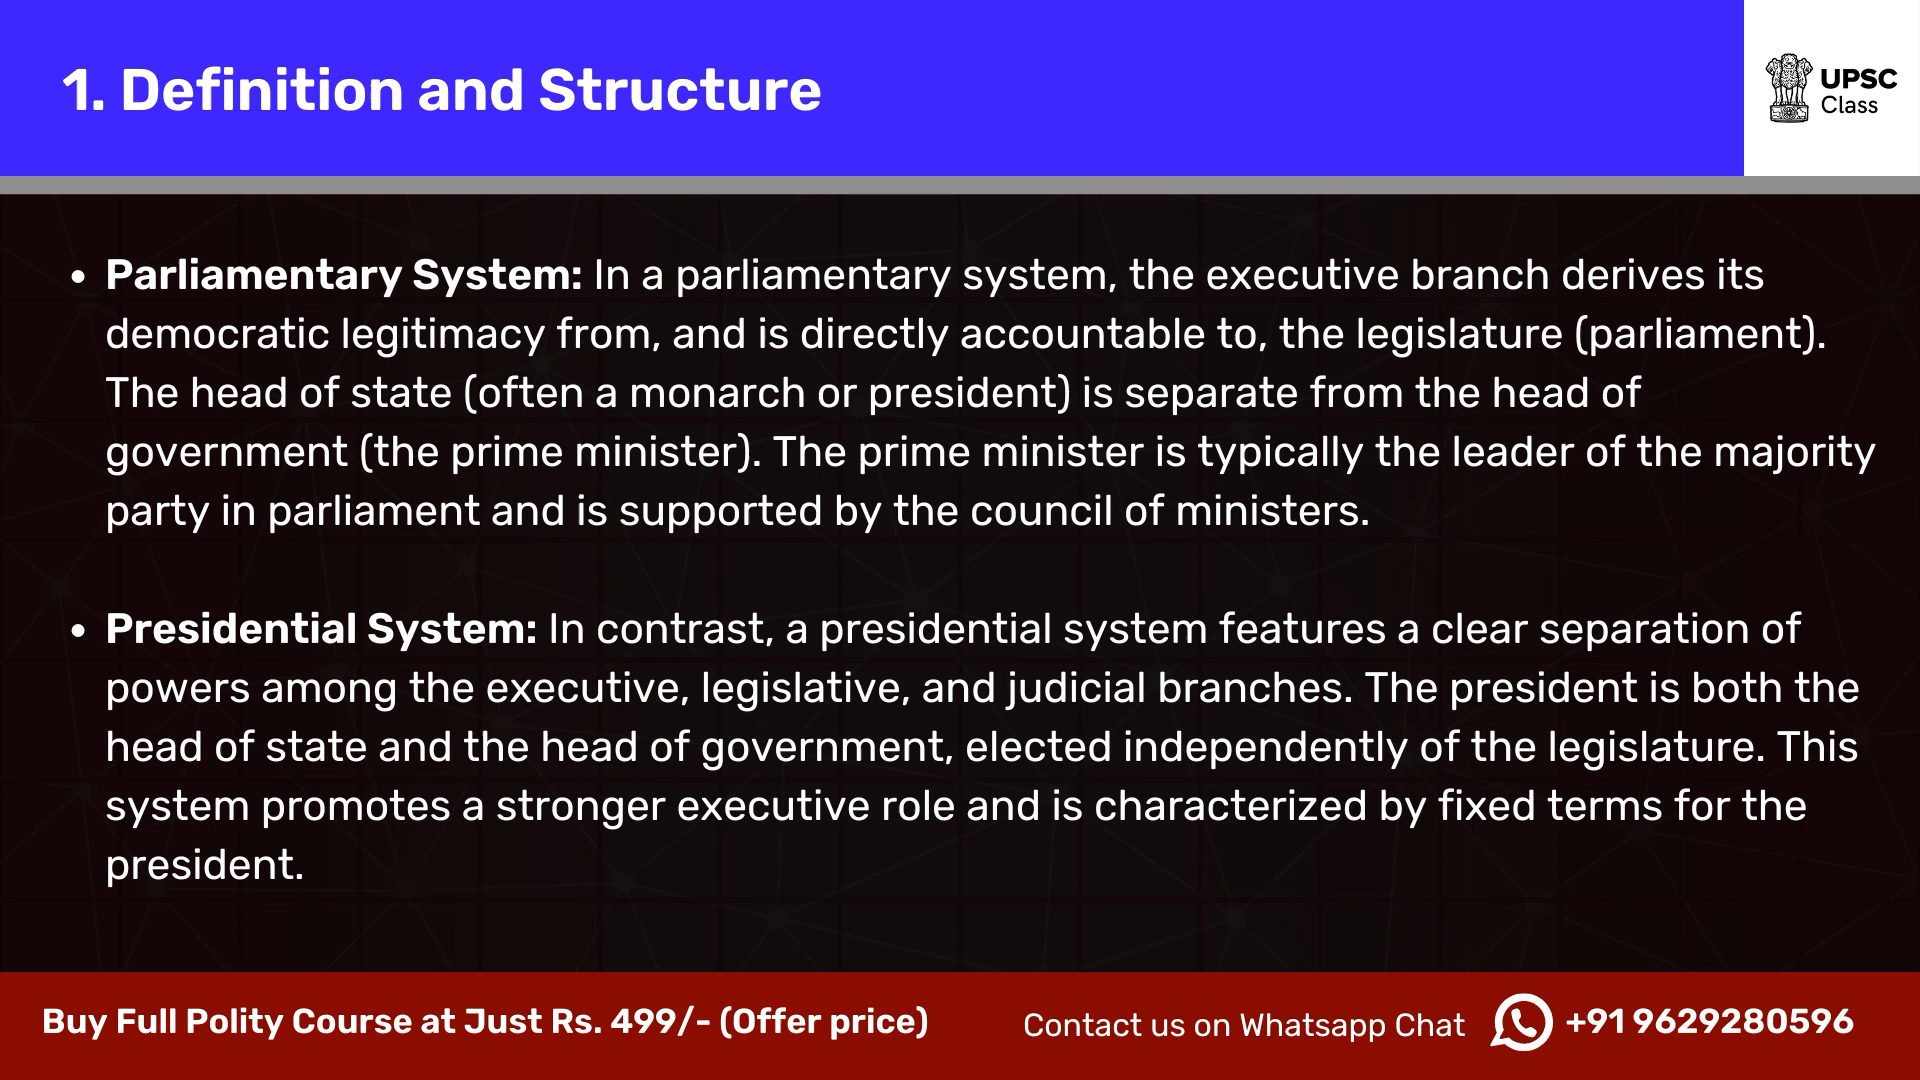 1. Definition and Structure
UPSC
Class
• Parliamentary System: In a parliamentary system, the executive branch derives its
democratic legitimacy from, and is directly accountable to, the legislature (parliament).
The head of state (often a monarch or president) is separate from the head of
government (the prime minister). The prime minister is typically the leader of the majority
party in parliament and is supported by the council of ministers.
• Presidential System: In contrast, a presidential system features a clear separation of
powers among the executive, legislative, and judicial branches. The president is both the
head of state and the head of government, elected independently of the legislature. This
system promotes a stronger executive role and is characterized by fixed terms for the
president.
Buy Full Polity Course at Just Rs. 499/- (Offer price)
Contact us on Whatsapp Chat
+91 9629280596